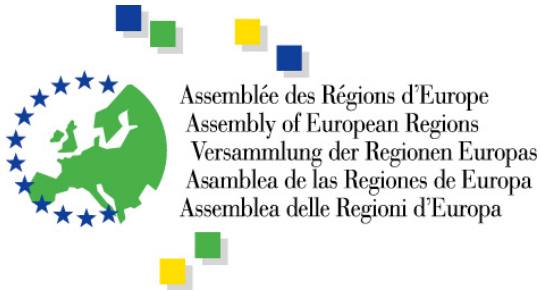 Assemblée des Régions d'Europe
Assembly of European Regions
Versammlung der Regionen Europas
Asamblea de las Regiones de Europa
Assemblea delle Regioni d'Europa